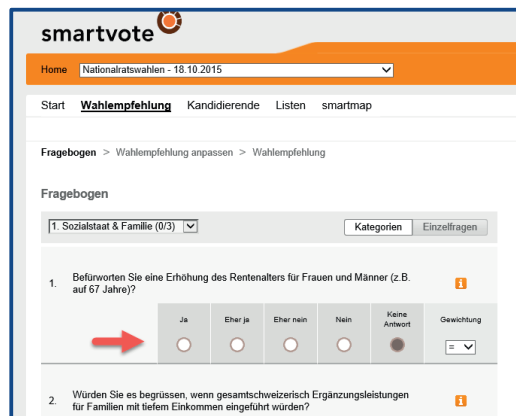 smartvote
Home Nationalratswahlen - 18.10.2015
Start Wahlempfehlung Kandidierende Listen smartmap
Fragebogen > Wahlempfehlung anpassen > Wahlempfehlung
Fragebogen
1. Sozialstaat & Familie (0/3) Kategorien Einzelfragen
1. Befürworten Sie eine Erhöhung des Rentenalters für Frauen und Männer (z.B.
auf 67 Jahre)? i
Ja Eher ja Eher nein Nein Keine Gewichtung
Antwort
=
2. Würden Sie es begrüssen, wenn gesamtschweizerisch Ergänzungsleistungen
für Familien mit tiefem Einkommen eingeführt würden? i